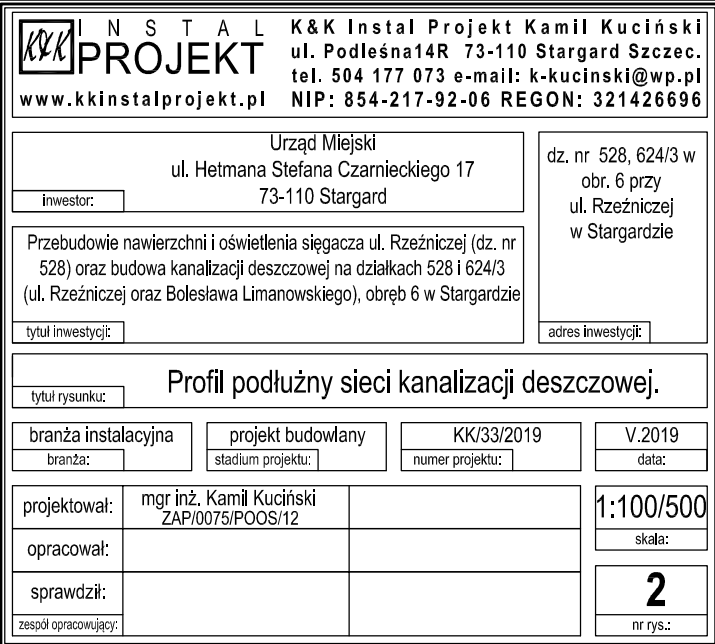 K&K INSTAL
PROJEKT
www.kkinstalprojekt.pl
K&K Instal Projekt Kamil Kuciński
ul. Podleśna14R 73-110 Stargard Szczec.
tel. 504 177 073 e-mail: k-kucinski@wp.pl
NIP: 854-217-92-06 REGON: 321426696
Urząd Miejski
ul. Hetmana Stefana Czarnieckiego 17
73-110 Stargard
inwestor:
dz. nr 528, 624/3 w
obr. 6 przy
ul. Rzeźniczej
w Stargardzie
adres inwestycji:
Przebudowie nawierzchni i oświetlenia sięgacza ul. Rzeźniczej (dz. nr
528) oraz budowa kanalizacji deszczowej na działkach 528 i 624/3
(ul. Rzeźniczej oraz Bolesława Limanowskiego), obręb 6 w Stargardzie
tytuł inwestycji:
Profil podłużny sieci kanalizacji deszczowej.
tytuł rysunku:
branża instalacyjna
branża:
projekt budowlany
stadium projektu:
KK/33/2019
numer projektu:
V.2019
data:
projektował:
mgr inż. Kamil Kuciński
ZAP/0075/POOS/12
opracował:
sprawdził:
zespół opracowujący:
1:100/500
skala:
2
nr rys.: